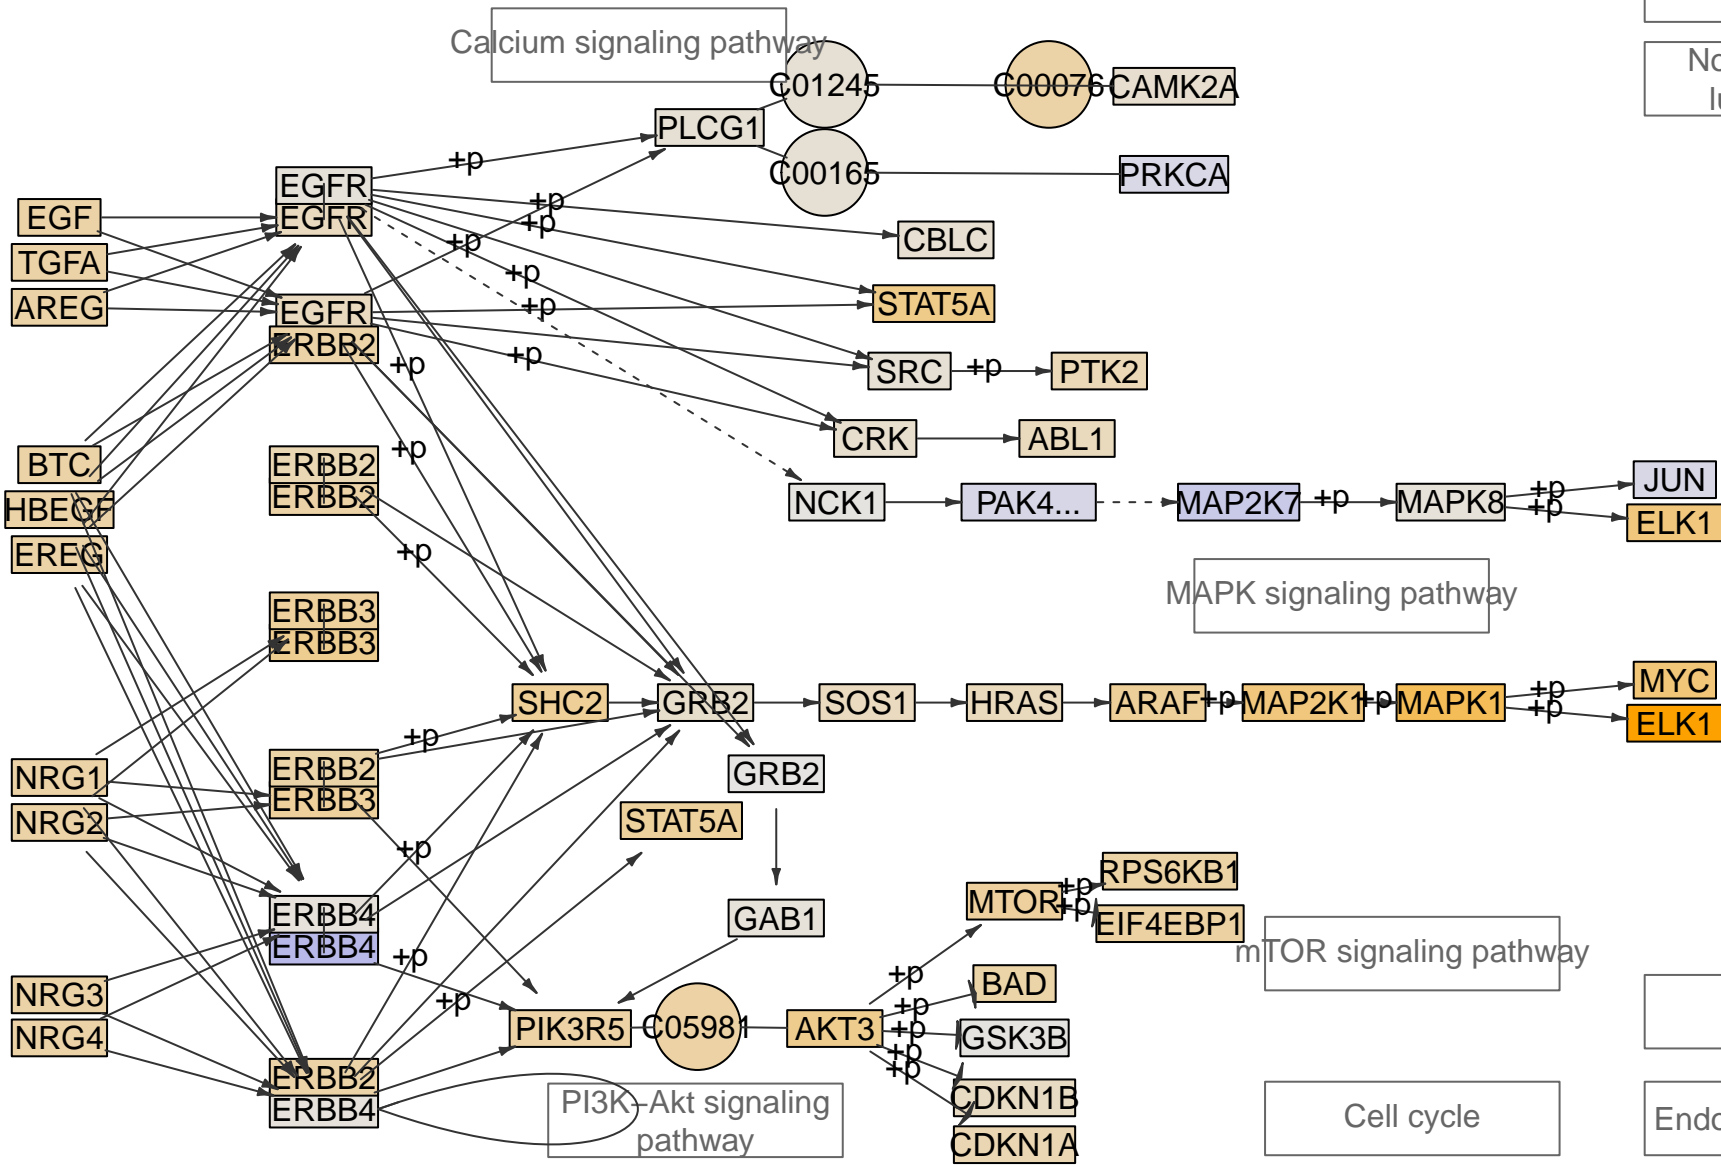 Calcium signaling pathway
C01245
C00076
CAMK2A
PLCG1
C00165
PRKCA
+p
EGFR
EGFR
EGF
TGFA
AREG
+p
+p
+p
CBLC
+p
STAT5A
+p
EGFR
ERBB2
+p
+p
SRC
+p
PTK2
CRK
ABL1
BTC
HBEGF
EREG
+p
ERBB2
ERBB2
NCK1
PAK4...
MAP2K7
+p
MAPK8
+p
+p
JUN
ELK1
+p
MAPK signaling pathway
ERBB3
ERBB3
SHC2
GRB2
SOS1
HRAS
ARAF
+p
MAP2K1
+p
MAPK1
+p
+p
MYC
ELK1
+p
NRG1
NRG2
ERBB2
ERBB3
GRB2
STAT5A
+p
ERBB4
ERBB4
GAB1
MTOR
+p
+p
RPS6KB1
EIF4EBP1
mTOR signaling pathway
+p
+p
NRG3
NRG4
+p
PIK3R5
C05981
AKT3
+p
+p
+p
+p
BAD
GSK3B
CDKN1B
CDKN1A
ERBB2
ERBB4
PI3K–Akt signaling
pathway
Cell cycle
No
Endo